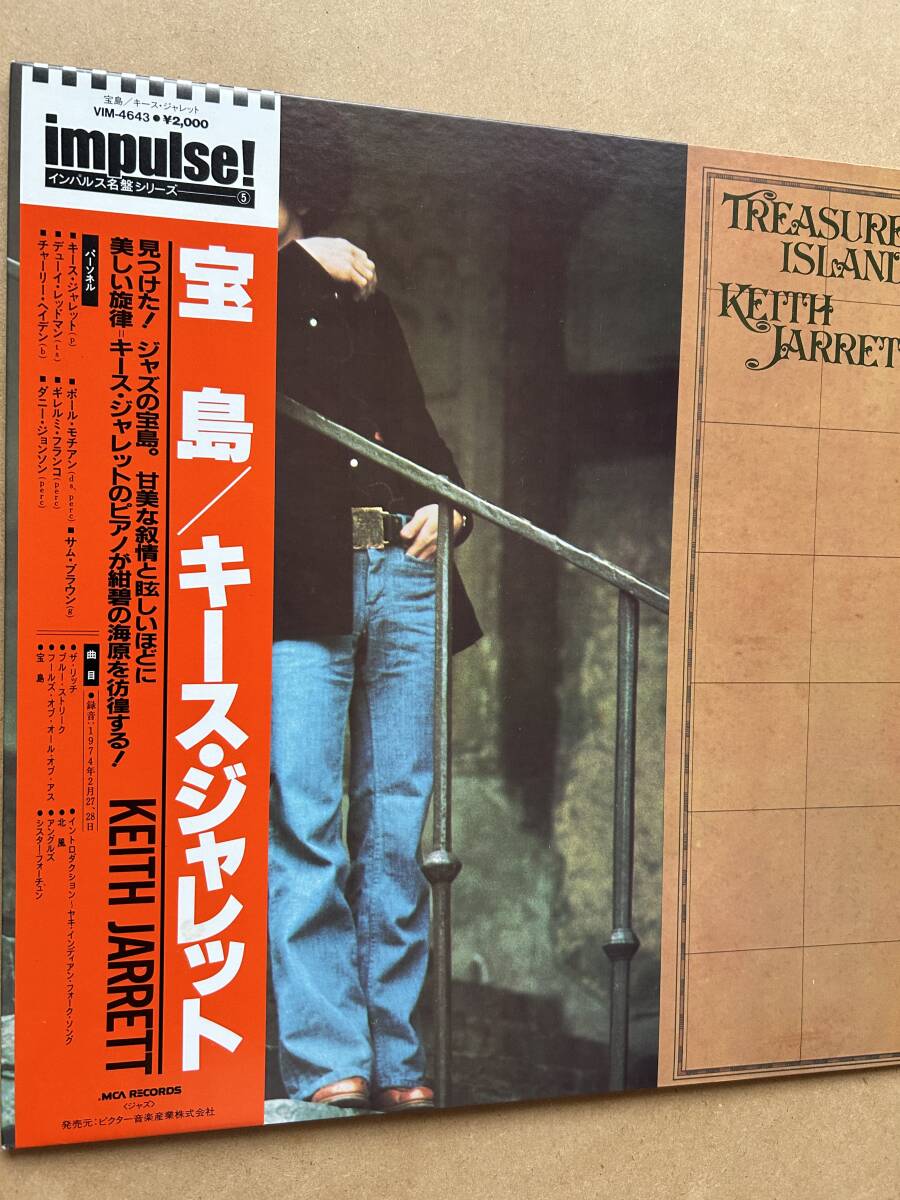 宝島／キース・ジャレット
VIM-4643●¥2,000
impulse!
インパルス名盤シリーズ ⑤
宝島／キース・ジャレット
見つけた！ ジャズの宝島。甘美な叙情と眩しいほどに
美しい旋律＝キース・ジャレットのピアノが紺碧の海原を彷徨する！
KEITH JARRETT
パーソネル
■キース・ジャレット(p)
■デューイ・レッドマン(ts)
■チャーリー・ヘイデン(b)
■ポール・モチアン(ds, perc)
■ギレルミ・フランコ(perc)
■ダニー・ジョンソン(perc)
■サム・ブラウン(g)
曲目
●録音：1974年2月27、28日
●ザ・リッチ
●ブルー・ストリーク
●フールズ・オブ・オール・オブ・アス
●宝島
●イントロダクション～ヤキ・インディアン・フォーク・ソング
●北風
●アングルズ
●シスターフォーチュン
MCA RECORDS
〈ジャズ〉
発売元：ビクター音楽産業株式会社
TREASURE
ISLAND
KEITH
JARRET